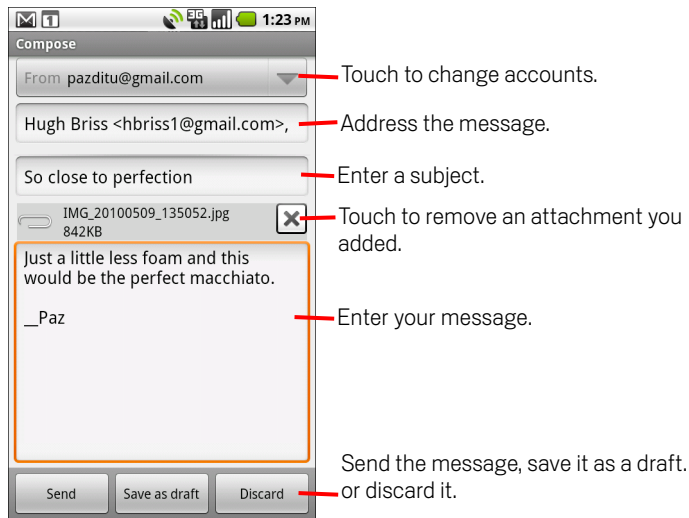 1 3G 1:23 PM
Compose
From pazditu@gmail.com
Touch to change accounts.
Hugh Briss <hbriss1@gmail.com>,
Address the message.
So close to perfection
Enter a subject.
IMG_20100509_135052.jpg
842KB
Touch to remove an attachment you
added.
Just a little less foam and this
would be the perfect macchiato.
__Paz
Enter your message.
Send the message, save it as a draft.
or discard it.
Send Save as draft Discard